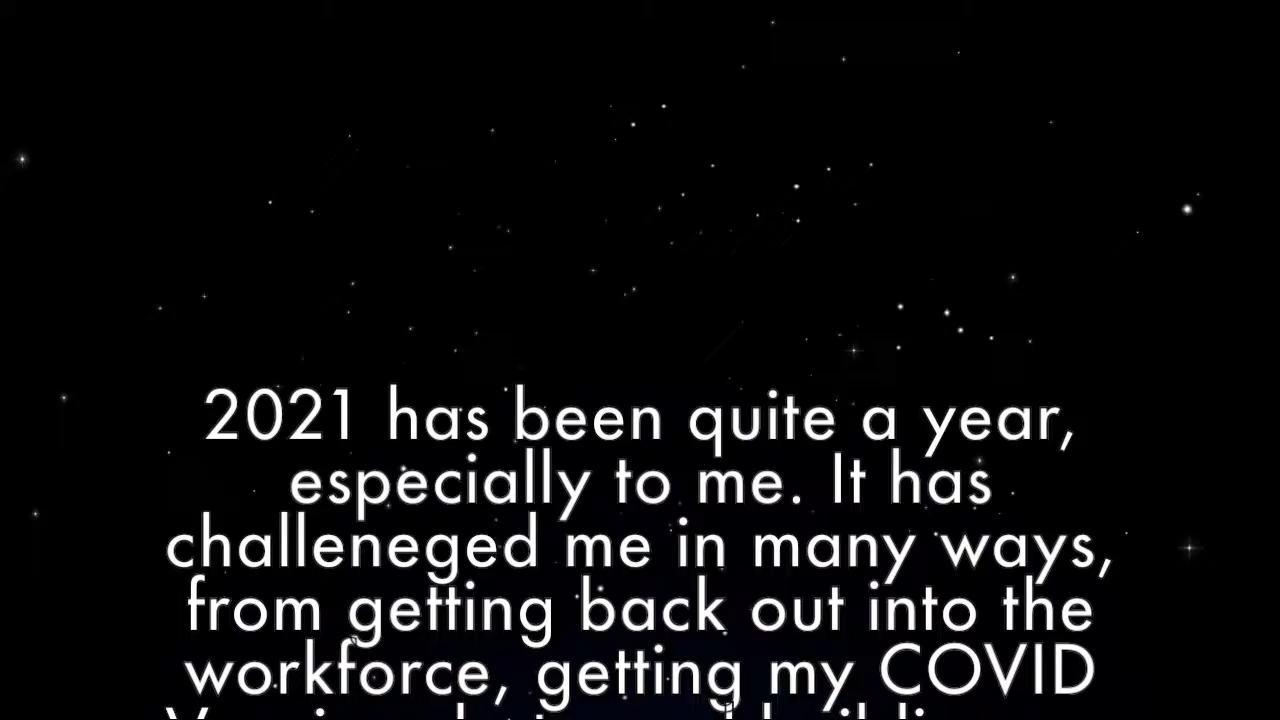 2021 has been quite a year,
especially to me. It has
challeneged me in many ways,
from getting back out into the
workforce, getting my COVID